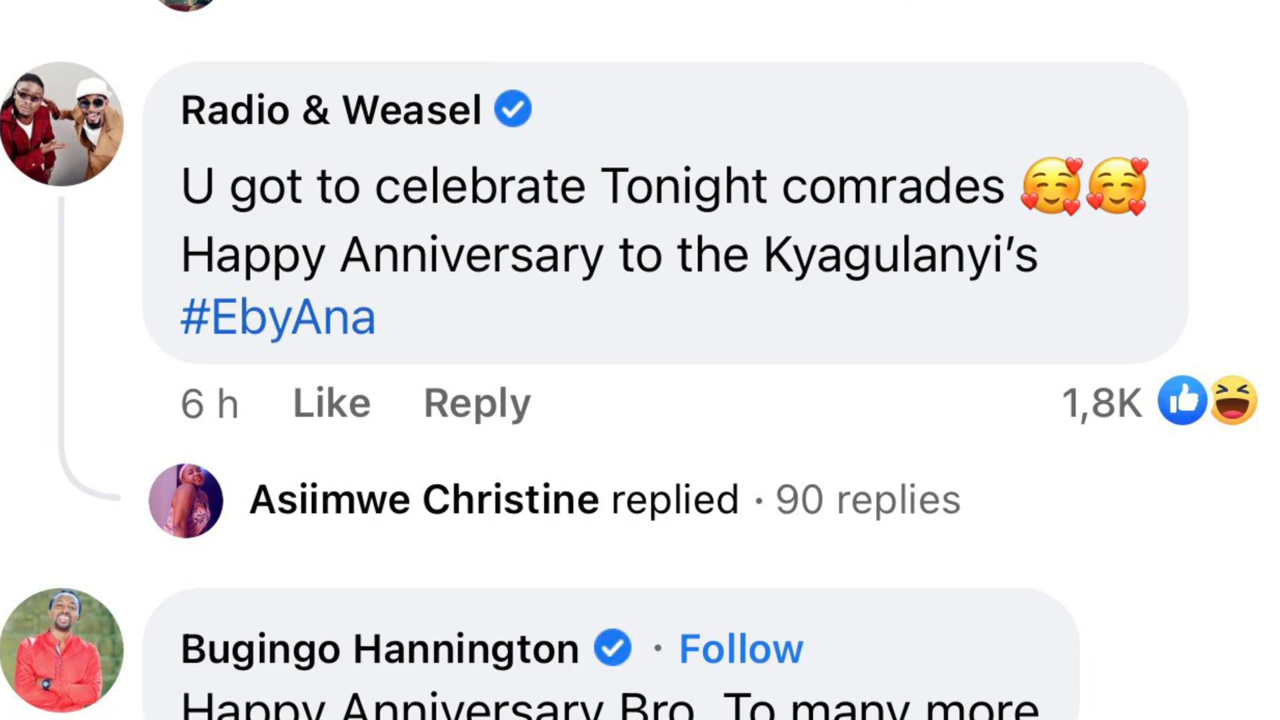 Radio & Weasel
U got to celebrate Tonight comrades 🥰🥰
Happy Anniversary to the Kyagulanyi’s
#EbyAna
6 h Like Reply 1,8K
Asiimwe Christine replied · 90 replies
Bugingo Hannington · Follow
Happy Anniversary Bro. To many more